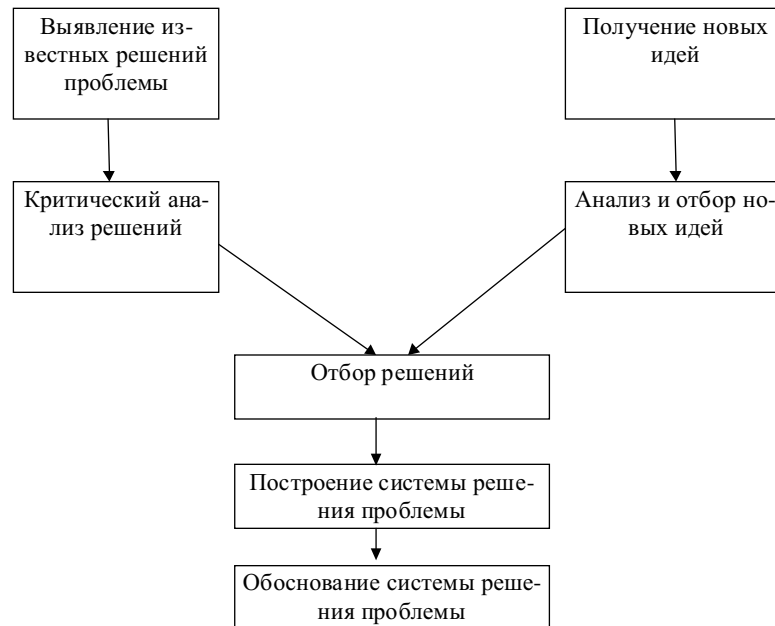 Выявление из-
вестных решений
проблемы
Получение новых
идей
Критический ана-
лиз решений
Анализ и отбор но-
вых идей
Отбор решений
Построение системы реше-
ния проблемы
Обоснование системы реше-
ния проблемы